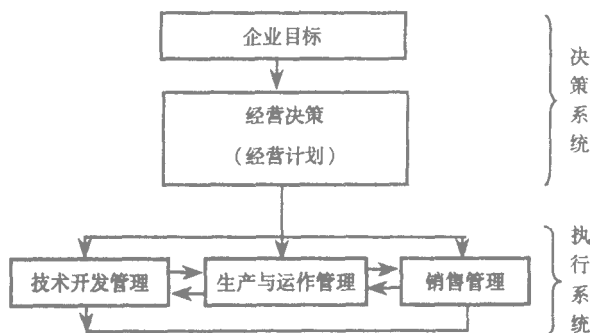 企业目标
经营决策
（经营计划）
决策系统
技术开发管理
生产与运作管理
销售管理
执行系统